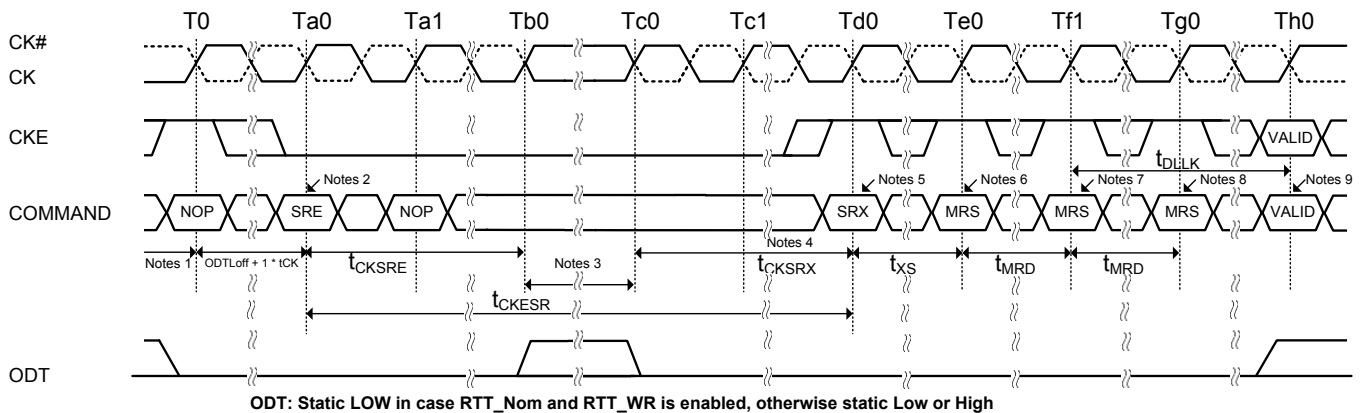 T0 Ta0 Ta1 Tb0 Tc0 Tc1 Td0 Te0 Tf1 Tg0 Th0
CK#
CK
CKE
VALID
tDLLK
Notes 2 Notes 5 Notes 6 Notes 7 Notes 8 Notes 9
COMMAND NOP SRE NOP SRX MRS MRS MRS VALID
Notes 1 ODTLoff + 1 * tCK tCKSRE Notes 3 Notes 4 tCKSRX tXS tMRD tMRD
tCKESR
ODT
ODT: Static LOW in case RTT_Nom and RTT_WR is enabled, otherwise static Low or High